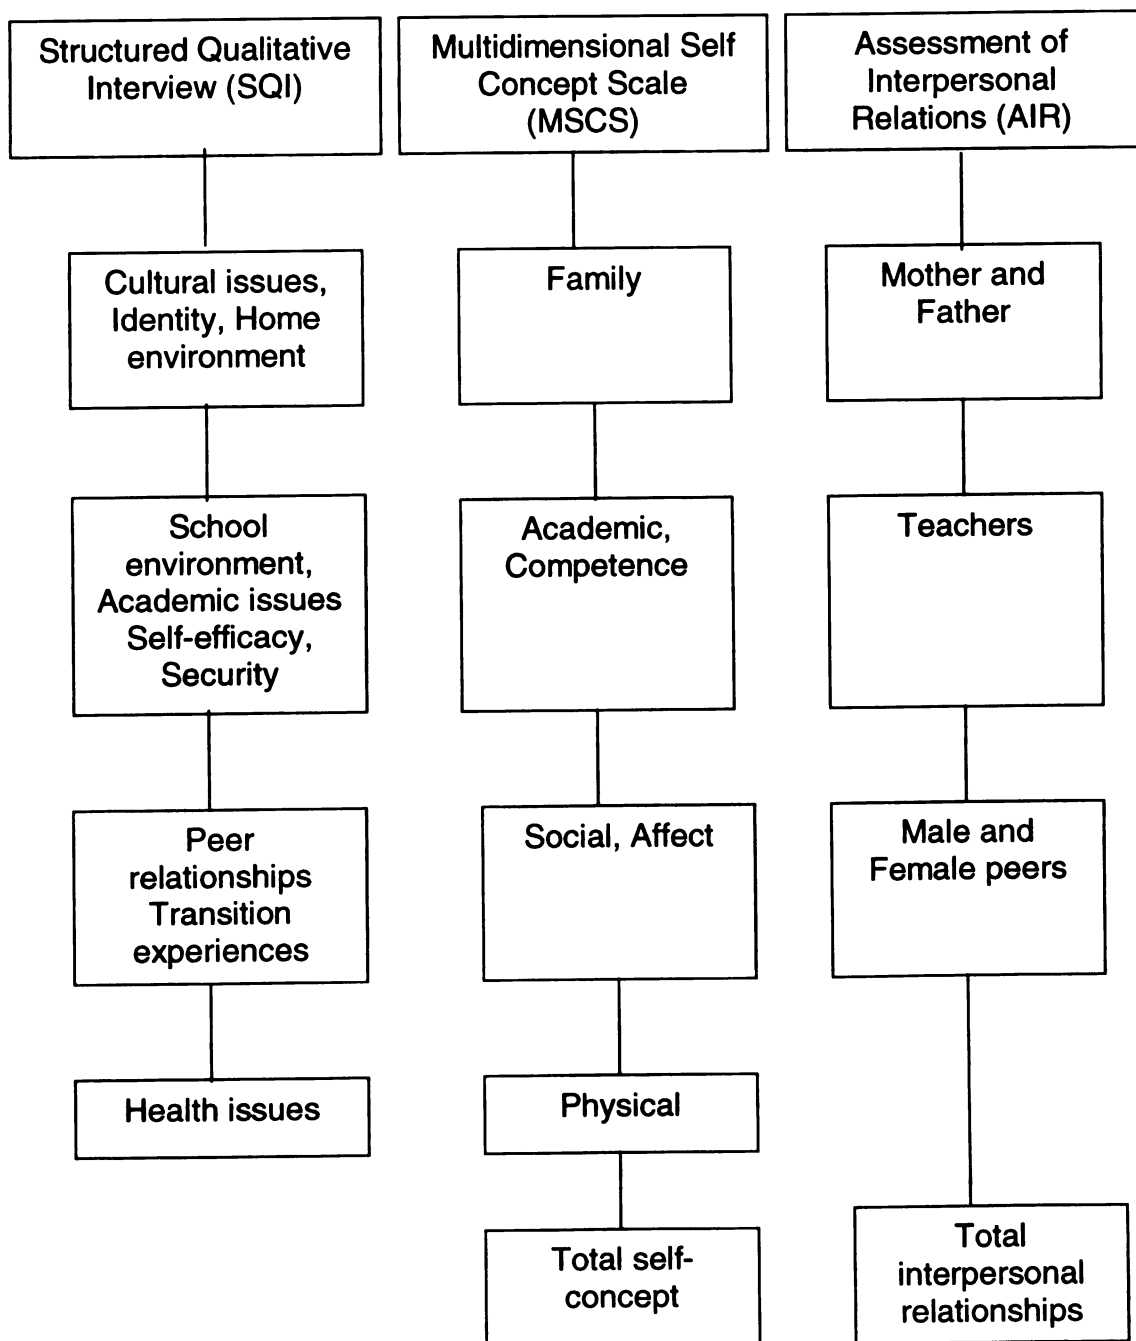 Structured Qualitative
Interview (SQI)
Multidimensional Self
Concept Scale
(MSCS)
Assessment of
Interpersonal
Relations (AIR)
Cultural issues,
Identity, Home
environment
Family
Mother and
Father
School
environment,
Academic issues
Self-efficacy,
Security
Academic,
Competence
Teachers
Peer
relationships
Transition
experiences
Social, Affect
Male and
Female peers
Health issues
Physical
Total self-
concept
Total
interpersonal
relationships